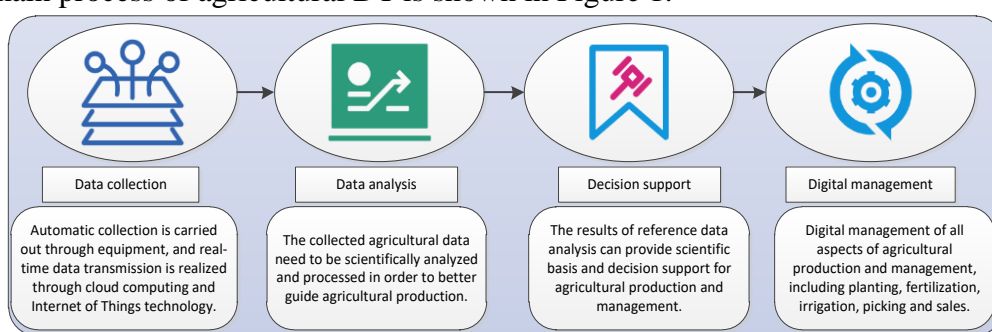 main process of agricultural DT is shown in Figure 1.
Data collection
Data analysis
Decision support
Digital management
Automatic collection is carried
out through equipment, and real-
time data transmission is realized
through cloud computing and
Internet of Things technology.
The collected agricultural data
need to be scientifically analyzed
and processed in order to better
guide agricultural production.
The results of reference data
analysis can provide scientific
basis and decision support for
agricultural production and
management.
Digital management of all
aspects of agricultural
production and management,
including planting, fertilization,
irrigation, picking and sales.